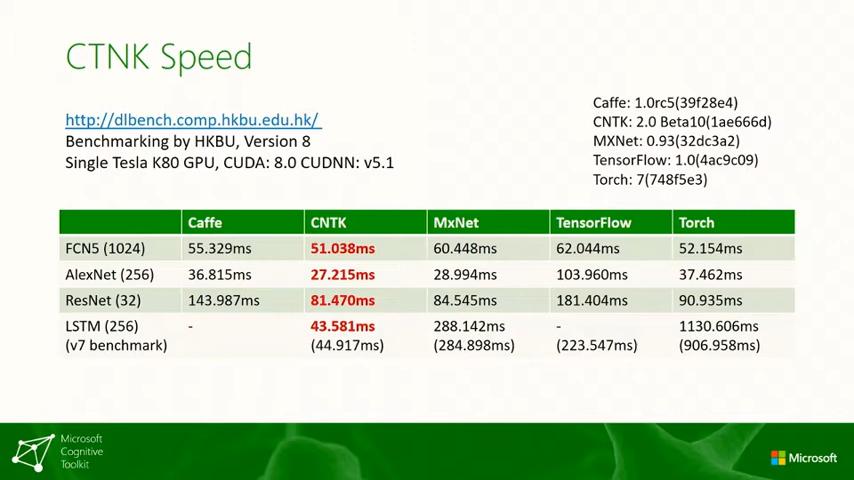 CTNK Speed
http://dlbench.comp.hkbu.edu.hk/
Benchmarking by HKBU, Version 8
Single Tesla K80 GPU, CUDA: 8.0 CUDNN: v5.1
Caffe: 1.0rc5(39f28e4)
CNTK: 2.0 Beta10(1ae666d)
MXNet: 0.93(32dc3a2)
TensorFlow: 1.0(4ac9c09)
Torch: 7(748f5e3)
Caffe CNTK MxNet TensorFlow Torch
FCN5 (1024) 55.329ms 51.038ms 60.448ms 62.044ms 52.154ms
AlexNet (256) 36.815ms 27.215ms 28.994ms 103.960ms 37.462ms
ResNet (32) 143.987ms 81.470ms 84.545ms 181.404ms 90.935ms
LSTM (256) - 43.581ms 288.142ms - 1130.606ms
(v7 benchmark) (44.917ms) (284.898ms) (223.547ms) (906.958ms)
Microsoft
Cognitive
Toolkit
Microsoft